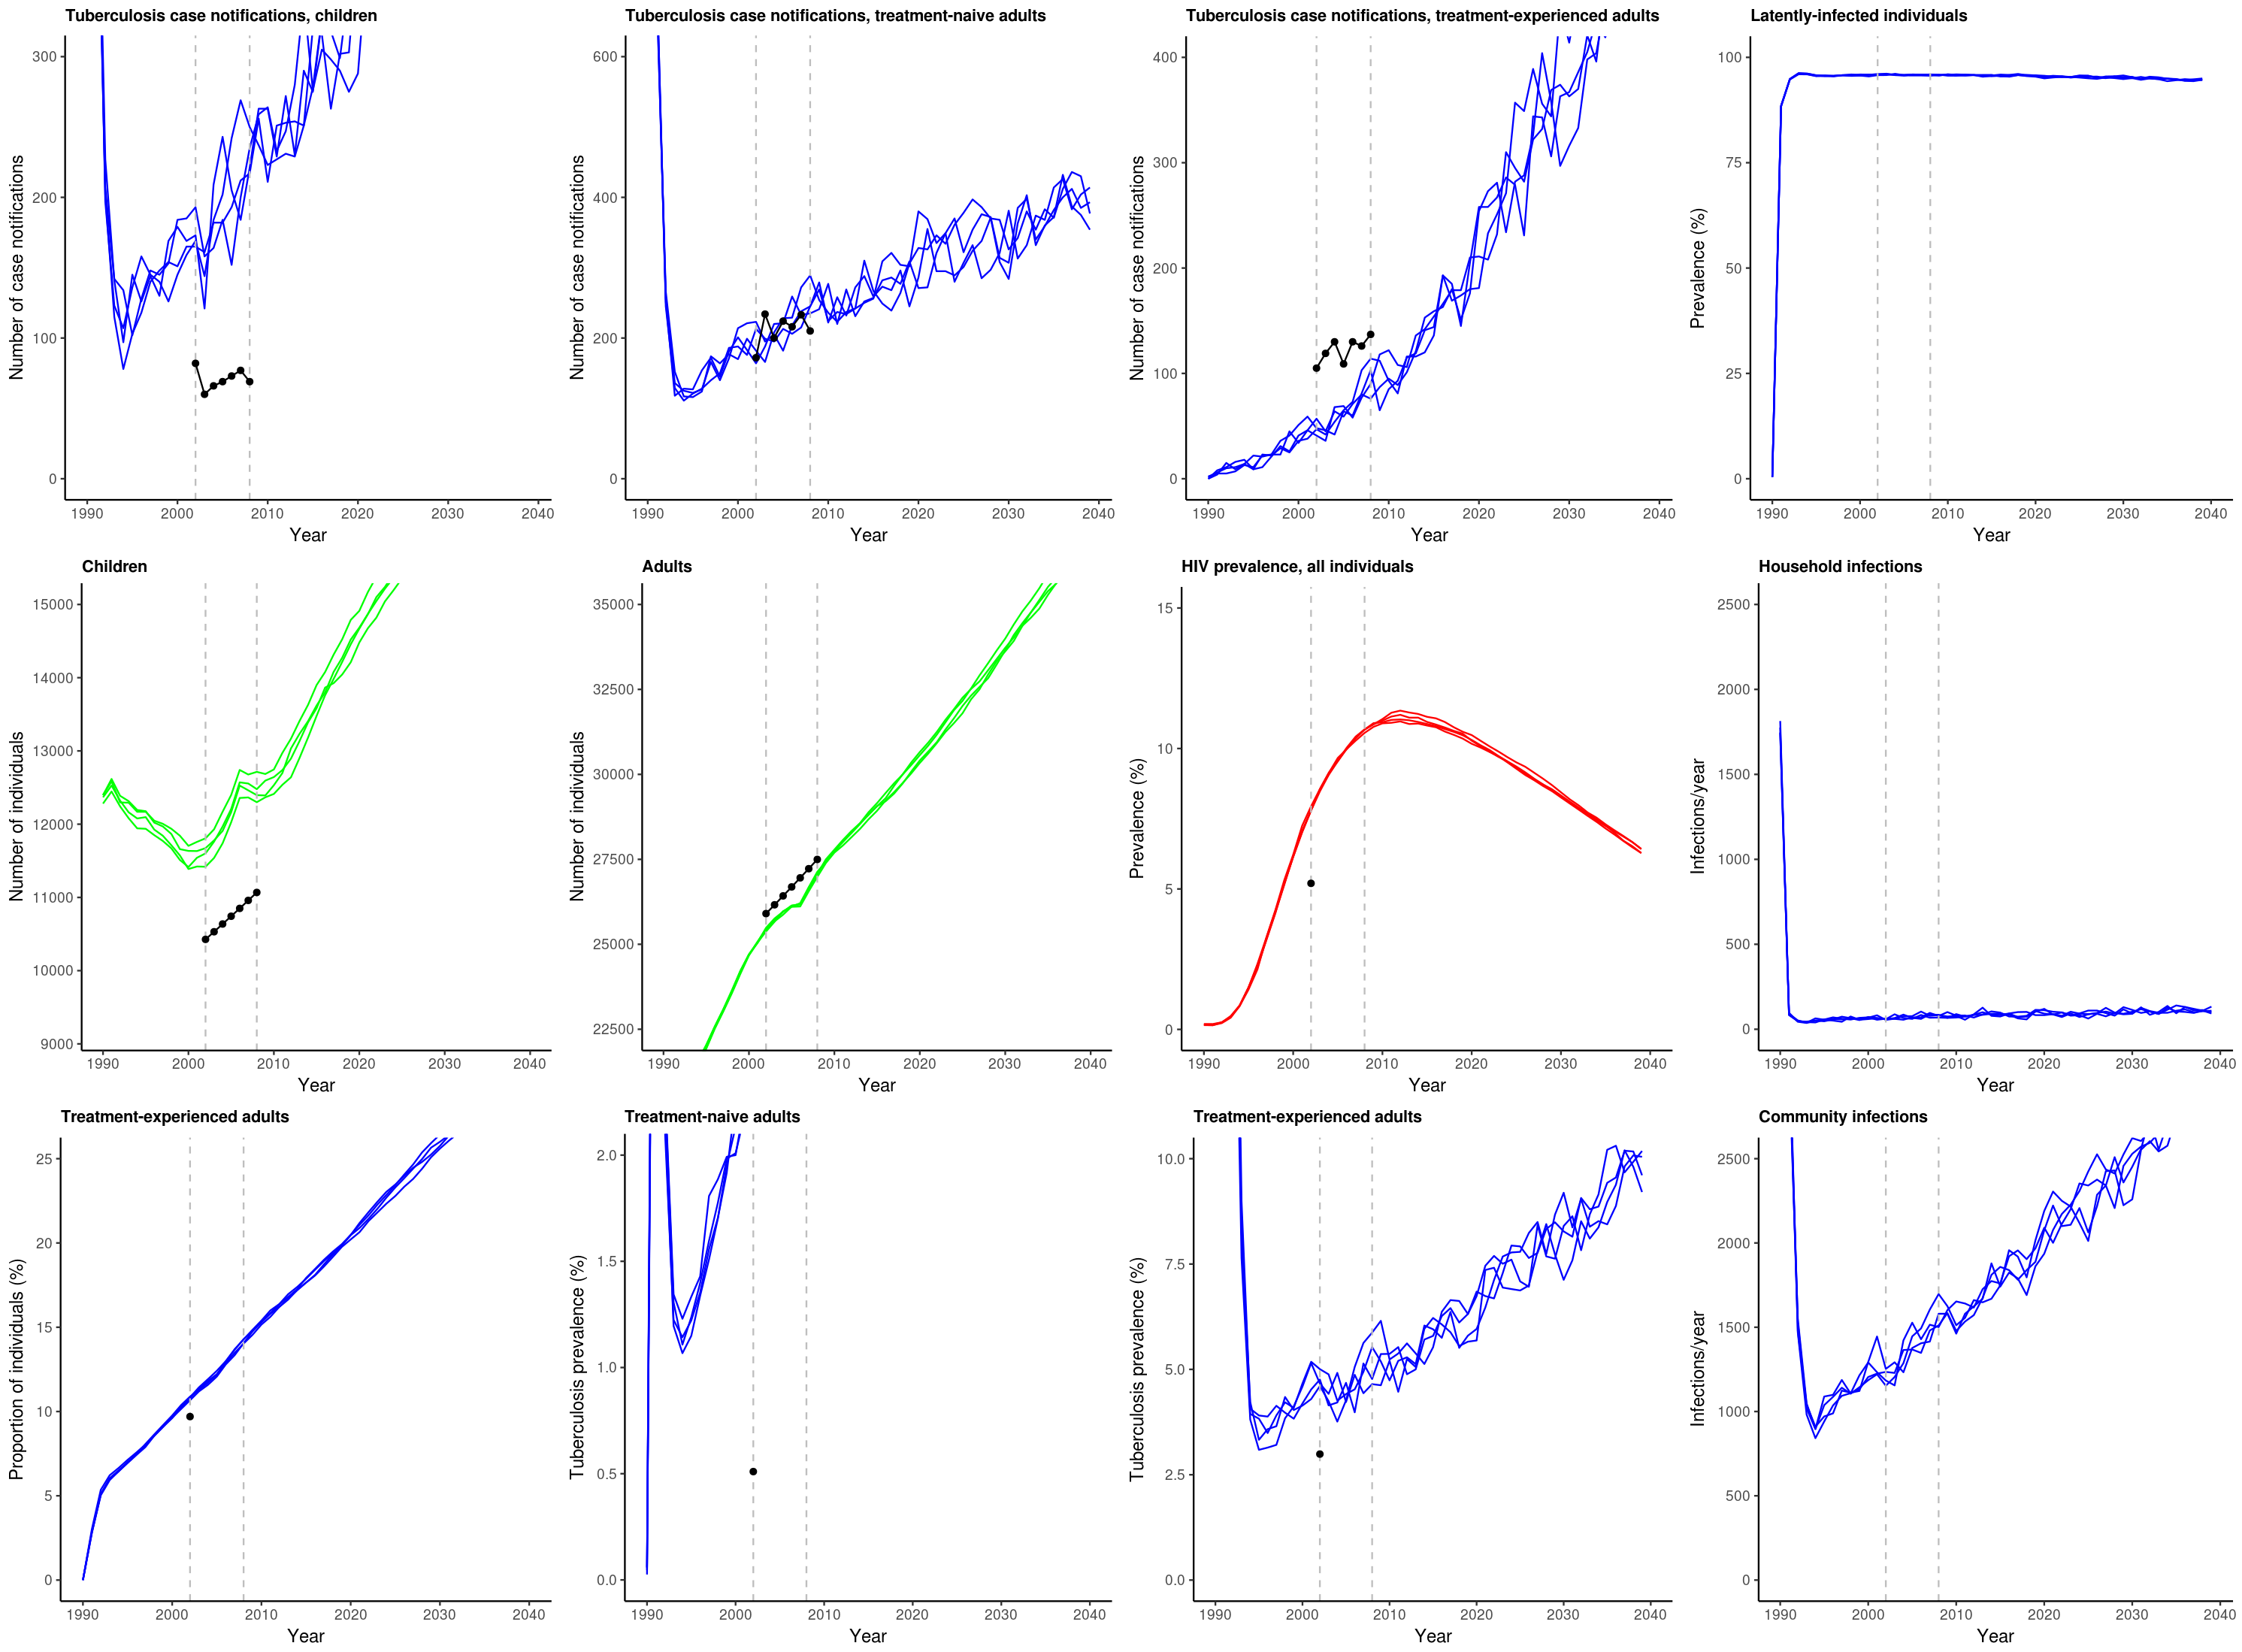 Tuberculosis case notifications, children
Number of case notifications
300
200
100
0
1990 2000 2010 2020 2030 2040
Year
Tuberculosis case notifications, treatment-naive adults
Number of case notifications
600
400
200
0
1990 2000 2010 2020 2030 2040
Year
Tuberculosis case notifications, treatment-experienced adults
Number of case notifications
400
300
200
100
0
1990 2000 2010 2020 2030 2040
Year
Latently-infected individuals
Prevalence (%)
100
75
50
25
0
1990 2000 2010 2020 2030 2040
Year
Children
Number of individuals
15000
14000
13000
12000
11000
10000
9000
1990 2000 2010 2020 2030 2040
Year
Adults
Number of individuals
35000
32500
30000
27500
25000
22500
1990 2000 2010 2020 2030 2040
Year
HIV prevalence, all individuals
Prevalence (%)
15
10
5
0
1990 2000 2010 2020 2030 2040
Year
Household infections
Infections/year
2500
2000
1500
1000
500
0
1990 2000 2010 2020 2030 2040
Year
Treatment-experienced adults
Proportion of individuals (%)
25
20
15
10
5
0
1990 2000 2010 2020 2030 2040
Year
Treatment-naive adults
Tuberculosis prevalence (%)
2.0
1.5
1.0
0.5
0.0
1990 2000 2010 2020 2030 2040
Year
Treatment-experienced adults
Tuberculosis prevalence (%)
10.0
7.5
5.0
2.5
0.0
1990 2000 2010 2020 2030 2040
Year
Community infections
Infections/year
2500
2000
1500
1000
500
0
1990 2000 2010 2020 2030 2040
Year